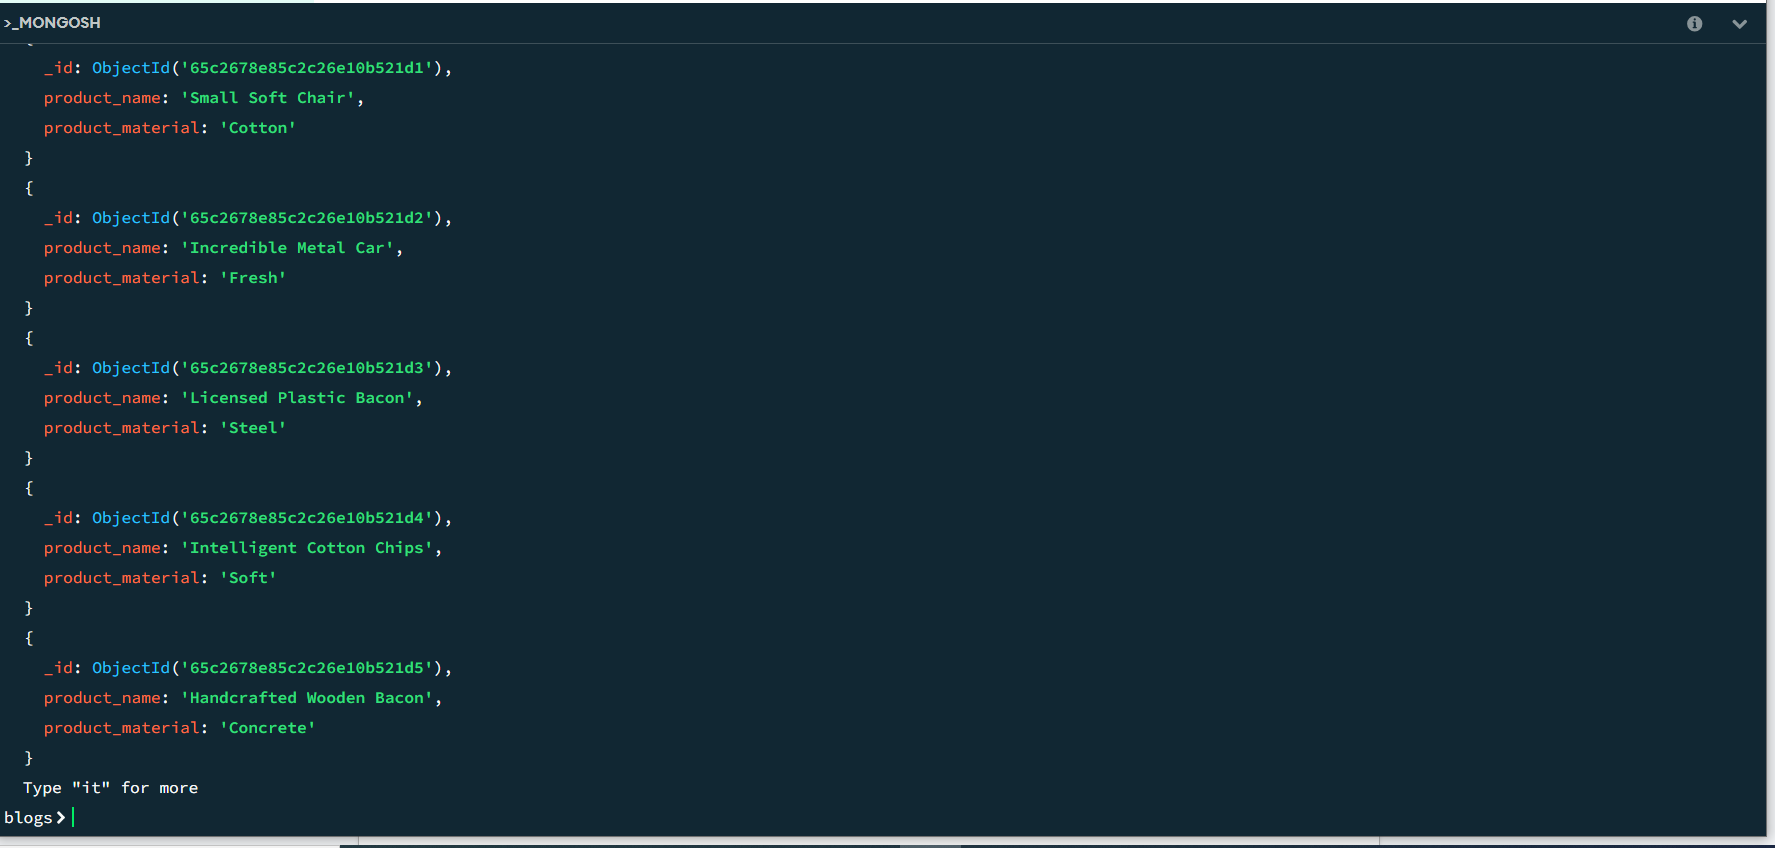 >_MONGOSH
{
_id: ObjectId('65c2678e85c2c26e10b521d1'),
product_name: 'Small Soft Chair',
product_material: 'Cotton'
}
{
_id: ObjectId('65c2678e85c2c26e10b521d2'),
product_name: 'Incredible Metal Car',
product_material: 'Fresh'
}
{
_id: ObjectId('65c2678e85c2c26e10b521d3'),
product_name: 'Licensed Plastic Bacon',
product_material: 'Steel'
}
{
_id: ObjectId('65c2678e85c2c26e10b521d4'),
product_name: 'Intelligent Cotton Chips',
product_material: 'Soft'
}
{
_id: ObjectId('65c2678e85c2c26e10b521d5'),
product_name: 'Handcrafted Wooden Bacon',
product_material: 'Concrete'
}
Type "it" for more
blogs>